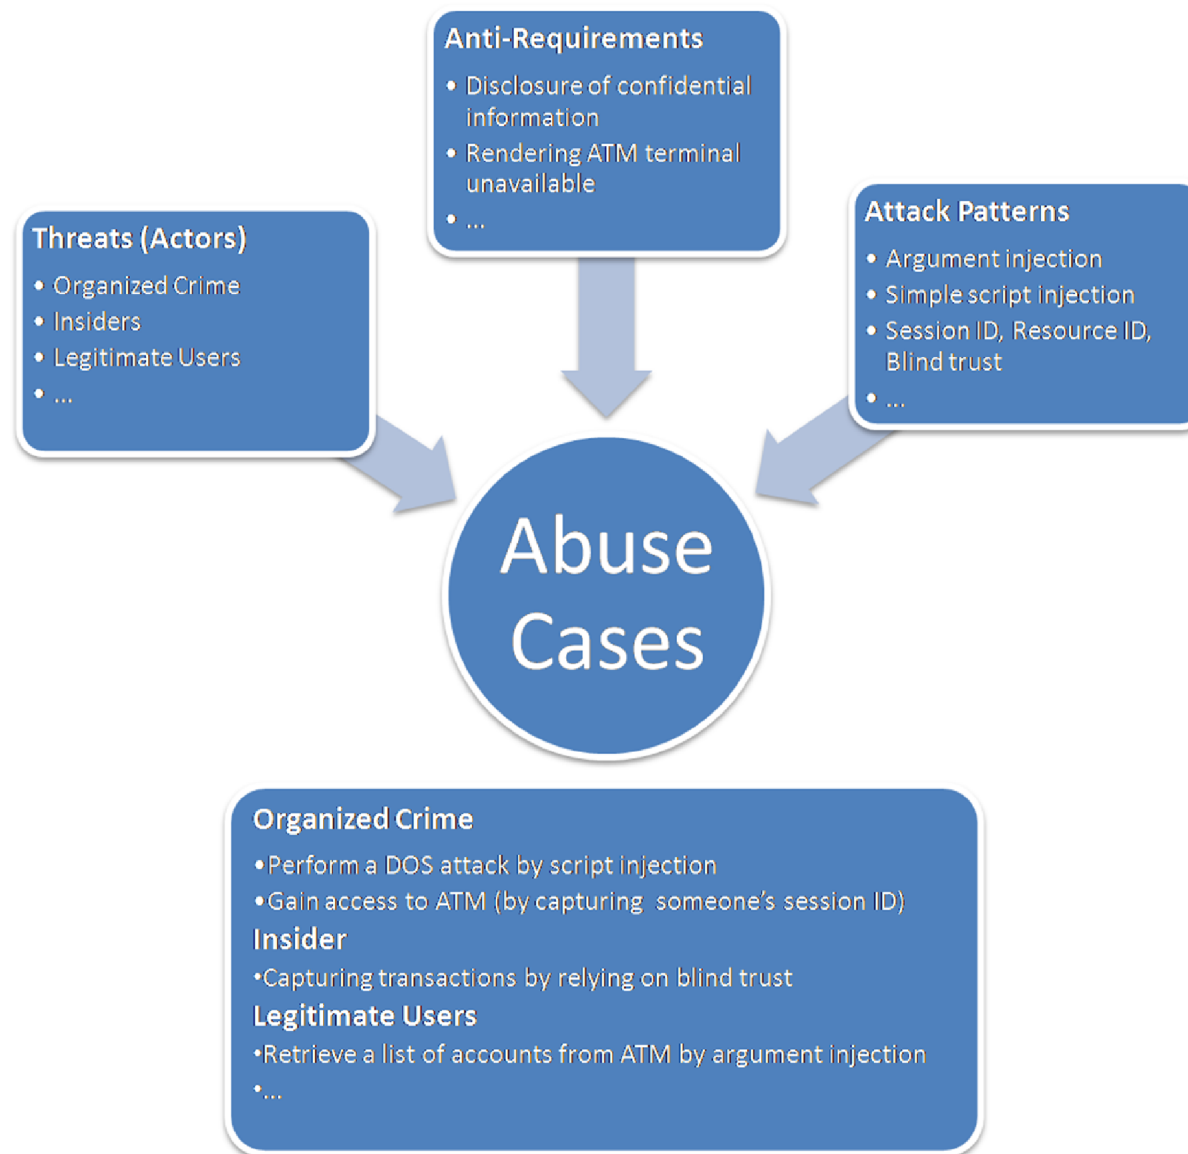 Anti-Requirements
• Disclosure of confidential
information
• Rendering ATM terminal
unavailable
• ...
Threats (Actors)
• Organized Crime
• Insiders
• Legitimate Users
• ...
Attack Patterns
• Argument injection
• Simple script injection
• Session ID, Resource ID,
Blind trust
• ...
Abuse
Cases
Organized Crime
•Perform a DOS attack by script injection
•Gain access to ATM (by capturing someone's session ID)
Insider
•Capturing transactions by relying on blind trust
Legitimate Users
•Retrieve a list of accounts from ATM by argument injection
•...